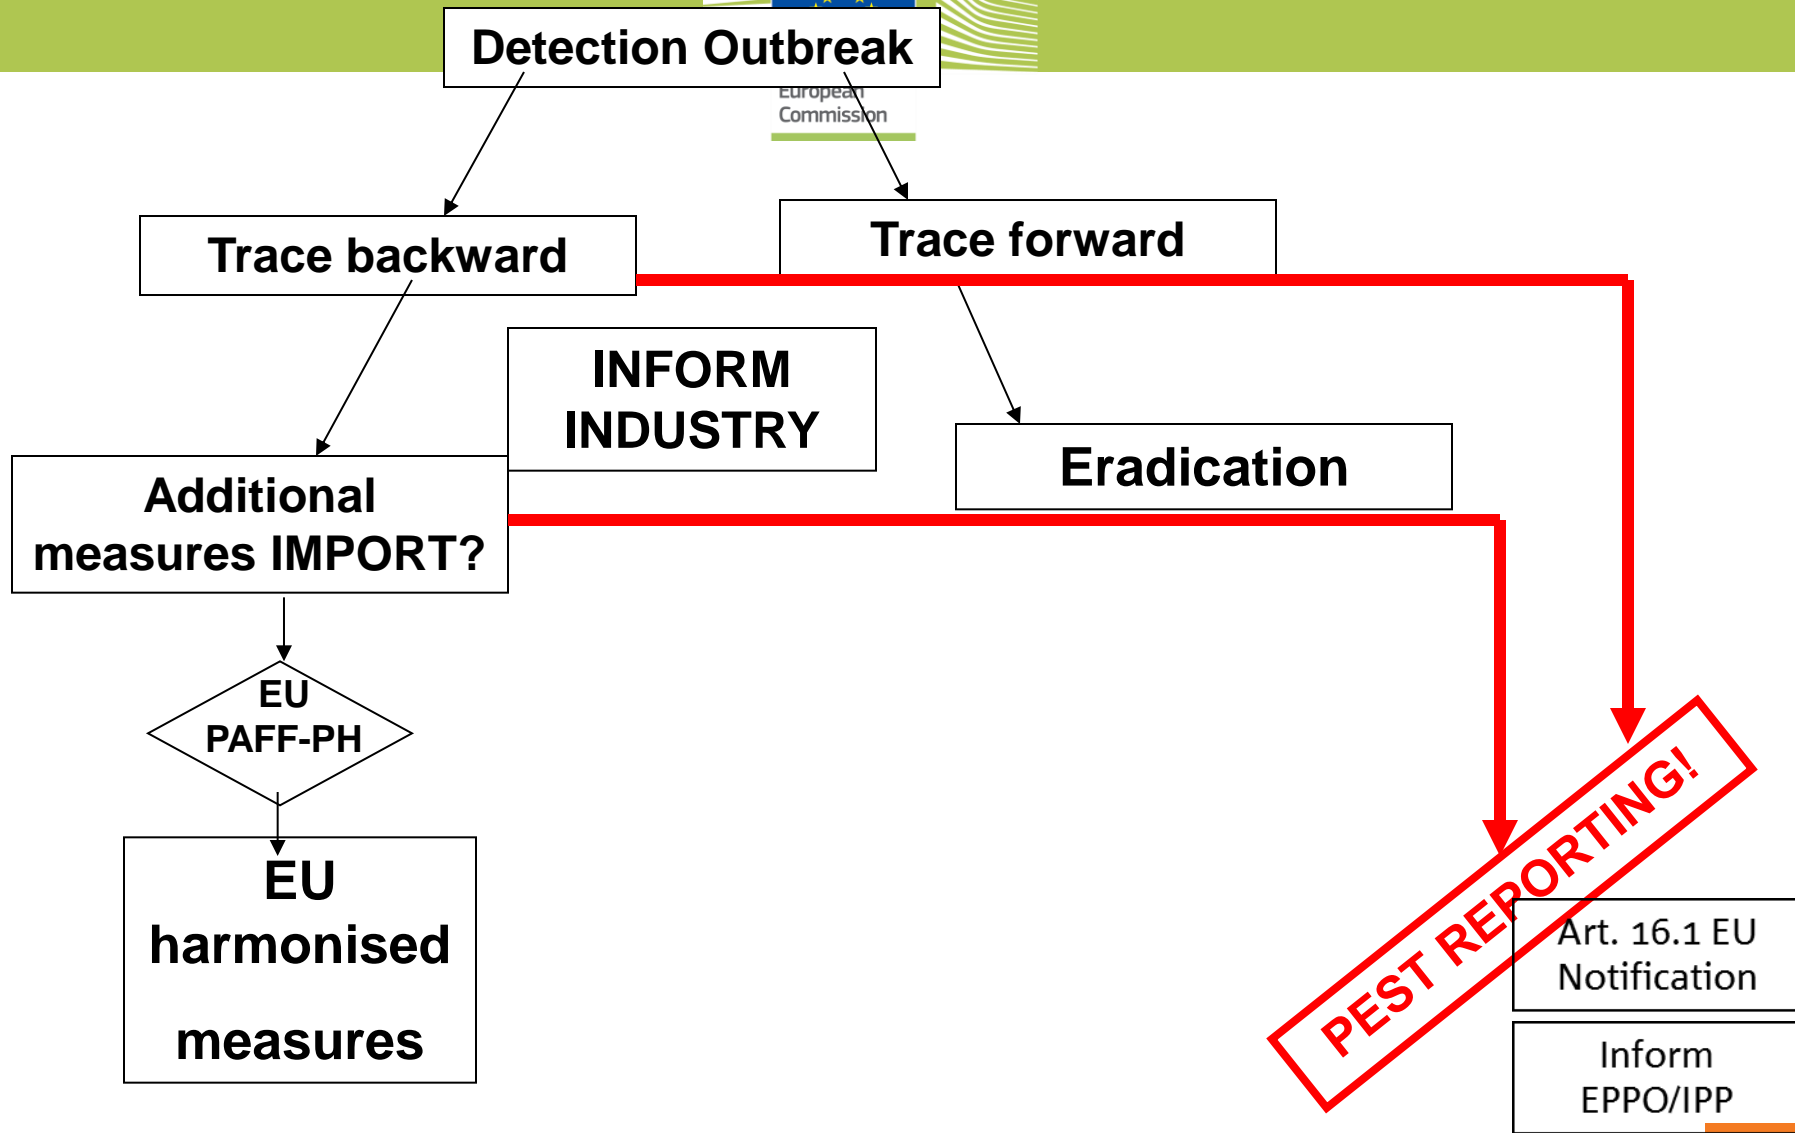 Detection Outbreak
European
Commission
Trace backward
Trace forward
INFORM
INDUSTRY
Eradication
Additional
measures IMPORT?
EU
PAFF-PH
EU
harmonised
measures
PEST REPORTING!
Art. 16.1 EU
Notification
Inform
EPPO/IPP